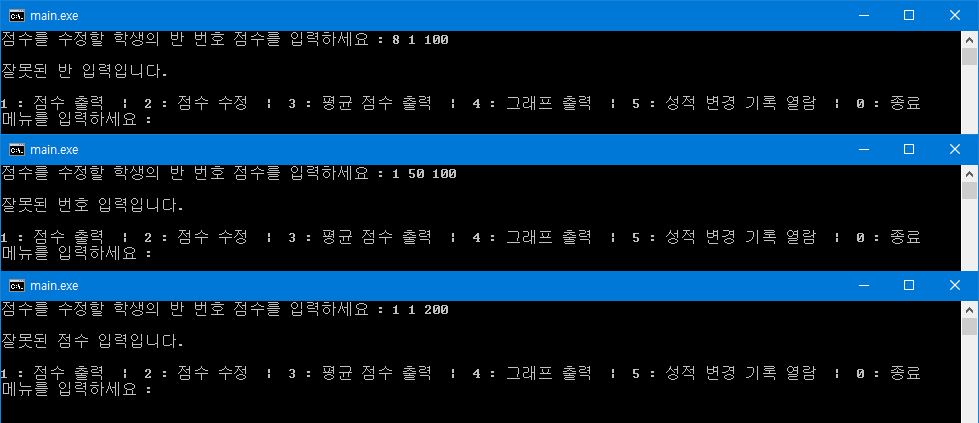 main.exe
점수를 수정할 학생의 반 번호 점수를 입력하세요 : 8 1 100
잘못된 반 입력입니다.
1 : 점수 출력 ¦ 2 : 점수 수정 ¦ 3 : 평균 점수 출력 ¦ 4 : 그래프 출력 ¦ 5 : 성적 변경 기록 열람 ¦ 0 : 종료
메뉴를 입력하세요 :
main.exe
점수를 수정할 학생의 반 번호 점수를 입력하세요 : 1 50 100
잘못된 번호 입력입니다.
1 : 점수 출력 ¦ 2 : 점수 수정 ¦ 3 : 평균 점수 출력 ¦ 4 : 그래프 출력 ¦ 5 : 성적 변경 기록 열람 ¦ 0 : 종료
메뉴를 입력하세요 :
main.exe
점수를 수정할 학생의 반 번호 점수를 입력하세요 : 1 1 200
잘못된 점수 입력입니다.
1 : 점수 출력 ¦ 2 : 점수 수정 ¦ 3 : 평균 점수 출력 ¦ 4 : 그래프 출력 ¦ 5 : 성적 변경 기록 열람 ¦ 0 : 종료
메뉴를 입력하세요 :